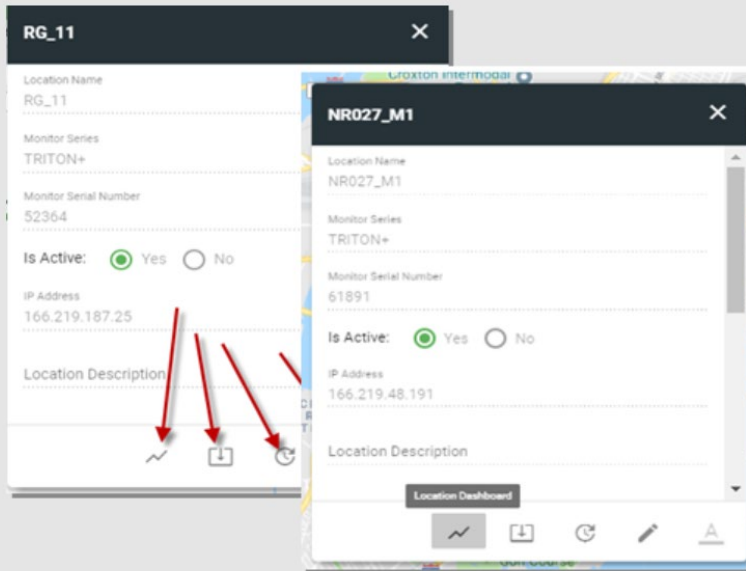 RG_11
Location Name
RG_11
Monitor Series
TRITON+
Monitor Serial Number
52364
Is Active: Yes No
IP Address
166.219.187.25
Location Description
Croxton Intermodal
NR027_M1
Location Name
NR027_M1
Monitor Series
TRITON+
Monitor Serial Number
61891
Is Active: Yes No
IP Address
166.219.48.191
Location Description
Location Dashboard
A